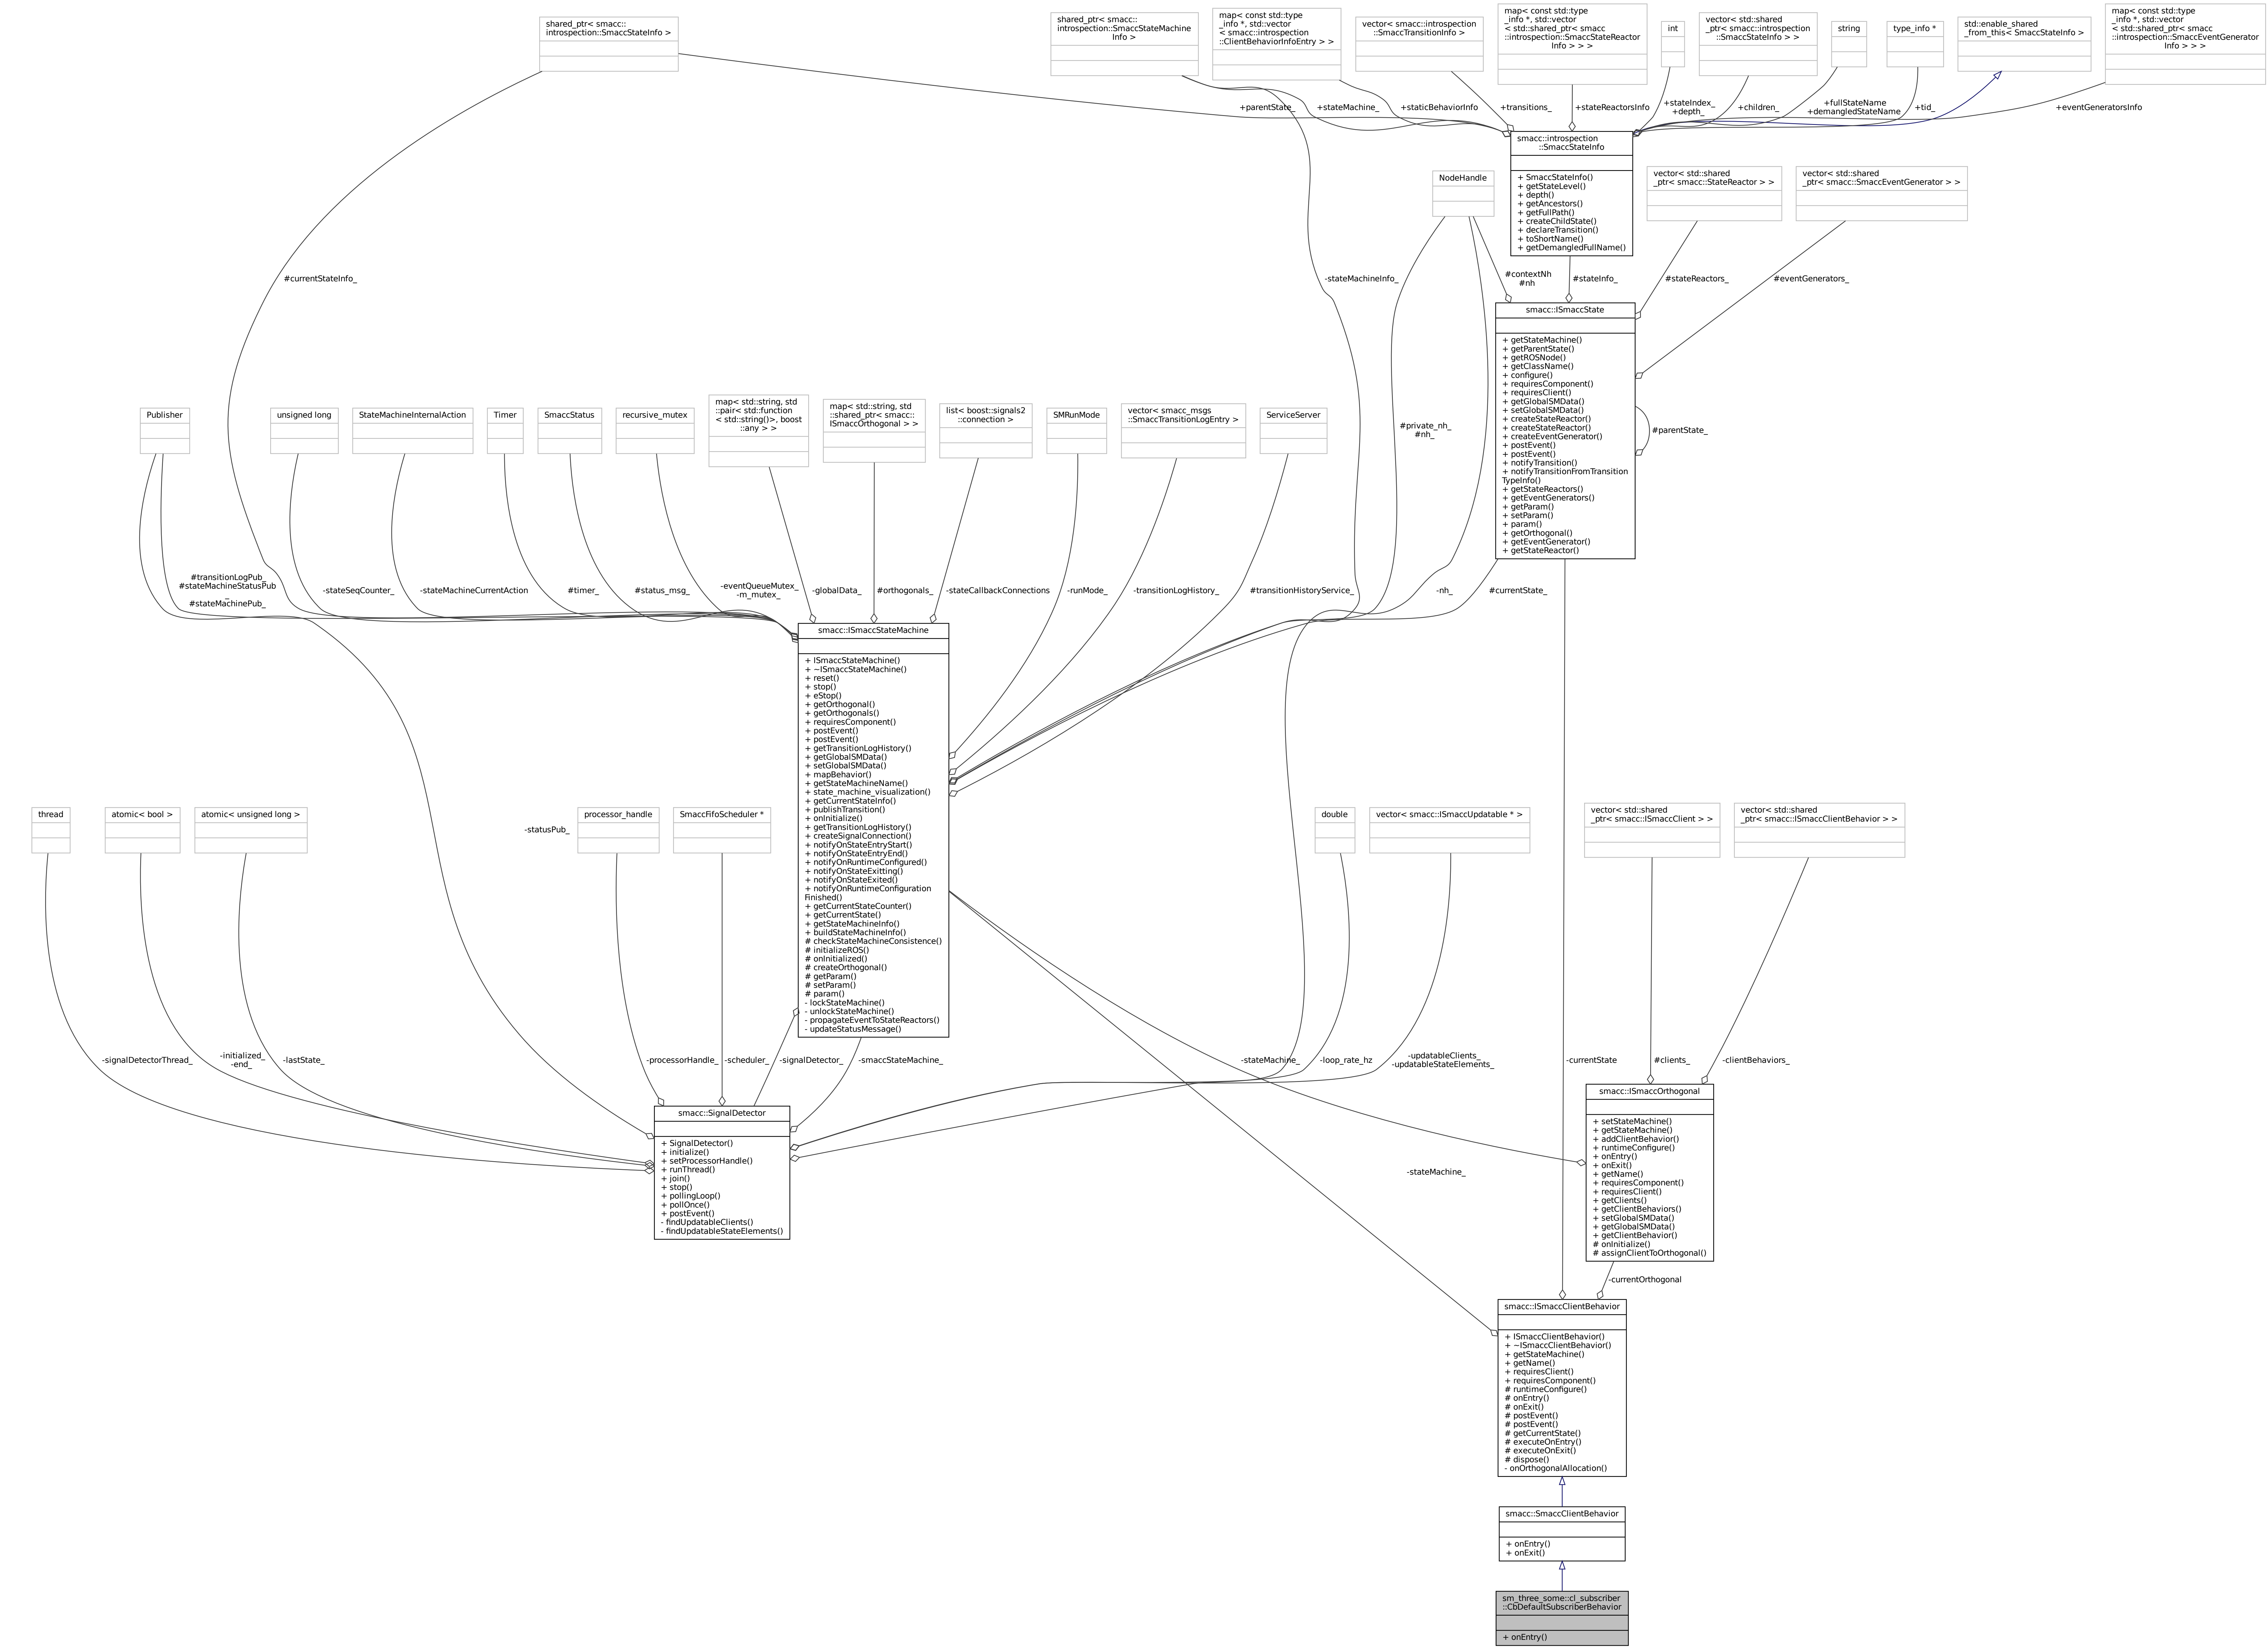 shared_ptr< smacc::
introspection::SmaccStateInfo >
shared_ptr< smacc::
introspection::SmaccStateMachine
Info >
map< const std::type
_info *, std::vector
< smacc::introspection
::ClientBehaviorInfoEntry > >
vector< smacc::introspection
::SmaccTransitionInfo >
map< const std::type
_info *, std::vector
< std::shared_ptr< smacc
::introspection::SmaccStateReactor
Info > > >
int
vector< std::shared
_ptr< smacc::introspection
::SmaccStateInfo > >
string
type_info *
std::enable_shared
_from_this< SmaccStateInfo >
map< const std::type
_info *, std::vector
< std::shared_ptr< smacc
::introspection::SmaccEventGenerator
Info > > >
+parentState_
+stateMachine_
+staticBehaviorInfo
+transitions_
+stateReactorsInfo
+stateIndex_
+depth_
+children_
+fullStateName
+demangledStateName
+tid_
+eventGeneratorsInfo
smacc::introspection
::SmaccStateInfo
+ SmaccStateInfo()
+ getStateLevel()
+ depth()
+ getAncestors()
+ getFullPath()
+ createChildState()
+ declareTransition()
+ toShortName()
+ getDemangledFullName()
NodeHandle
vector< std::shared
_ptr< smacc::StateReactor > >
vector< std::shared
_ptr< smacc::SmaccEventGenerator > >
#currentStateInfo_
-stateMachineInfo_
#contextNh
#nh
#stateInfo_
#stateReactors_
#eventGenerators_
smacc::ISmaccState
+ getStateMachine()
+ getParentState()
+ getROSNode()
+ getClassName()
+ configure()
+ requiresComponent()
+ requiresClient()
+ getGlobalSMData()
+ setGlobalSMData()
+ createStateReactor()
+ createStateReactor()
+ createEventGenerator()
+ postEvent()
+ postEvent()
+ notifyTransition()
+ notifyTransitionFromTransition
TypeInfo()
+ getStateReactors()
+ getEventGenerators()
+ getParam()
+ setParam()
+ param()
+ getOrthogonal()
+ getEventGenerator()
+ getStateReactor()
#parentState_
Publisher
unsigned long
StateMachineInternalAction
Timer
SmaccStatus
recursive_mutex
map< std::string, std
::pair< std::function
< std::string()>, boost
::any > >
map< std::string, std
::shared_ptr< smacc::
ISmaccOrthogonal > >
list< boost::signals2
::connection >
SMRunMode
vector< smacc_msgs
::SmaccTransitionLogEntry >
ServiceServer
#private_nh_
#nh_
#transitionLogPub_
#stateMachineStatusPub
_
#stateMachinePub_
-stateSeqCounter_
-stateMachineCurrentAction
#timer_
#status_msg_
-eventQueueMutex_
-m_mutex_
-globalData_
#orthogonals_
-stateCallbackConnections
-runMode_
-transitionLogHistory_
#transitionHistoryService_
-nh_
#currentState_
smacc::ISmaccStateMachine
+ ISmaccStateMachine()
+ ~ISmaccStateMachine()
+ reset()
+ stop()
+ eStop()
+ getOrthogonal()
+ getOrthogonals()
+ requiresComponent()
+ postEvent()
+ postEvent()
+ getTransitionLogHistory()
+ getGlobalSMData()
+ setGlobalSMData()
+ mapBehavior()
+ getStateMachineName()
+ state_machine_visualization()
+ getCurrentStateInfo()
+ publishTransition()
+ onInitialize()
+ getTransitionLogHistory()
+ createSignalConnection()
+ notifyOnStateEntryStart()
+ notifyOnStateEntryEnd()
+ notifyOnRuntimeConfigured()
+ notifyOnStateExitting()
+ notifyOnStateExited()
+ notifyOnRuntimeConfiguration
Finished()
+ getCurrentStateCounter()
+ getCurrentState()
+ getStateMachineInfo()
+ buildStateMachineInfo()
# checkStateMachineConsistence()
# initializeROS()
# onInitialized()
# createOrthogonal()
# getParam()
# setParam()
# param()
- lockStateMachine()
- unlockStateMachine()
- propagateEventToStateReactors()
- updateStatusMessage()
thread
atomic< bool >
atomic< unsigned long >
-statusPub_
processor_handle
SmaccFifoScheduler *
double
vector< smacc::ISmaccUpdatable * >
vector< std::shared
_ptr< smacc::ISmaccClient > >
vector< std::shared
_ptr< smacc::ISmaccClientBehavior > >
-signalDetectorThread_
-initialized_
-end_
-lastState_
-processorHandle_
-scheduler_
-signalDetector_
-smaccStateMachine_
-stateMachine_
-loop_rate_hz
-updatableClients_
-updatableStateElements_
-currentState
#clients_
-clientBehaviors_
smacc::SignalDetector
+ SignalDetector()
+ initialize()
+ setProcessorHandle()
+ runThread()
+ join()
+ stop()
+ pollingLoop()
+ pollOnce()
+ postEvent()
- findUpdatableClients()
- findUpdatableStateElements()
smacc::ISmaccOrthogonal
+ setStateMachine()
+ getStateMachine()
+ addClientBehavior()
+ runtimeConfigure()
+ onEntry()
+ onExit()
+ getName()
+ requiresComponent()
+ requiresClient()
+ getClients()
+ getClientBehaviors()
+ setGlobalSMData()
+ getGlobalSMData()
+ getClientBehavior()
# onInitialize()
# assignClientToOrthogonal()
-stateMachine_
-currentOrthogonal
smacc::ISmaccClientBehavior
+ ISmaccClientBehavior()
+ ~ISmaccClientBehavior()
+ getStateMachine()
+ getName()
+ requiresClient()
+ requiresComponent()
# runtimeConfigure()
# onEntry()
# onExit()
# postEvent()
# postEvent()
# getCurrentState()
# executeOnEntry()
# executeOnExit()
# dispose()
- onOrthogonalAllocation()
smacc::SmaccClientBehavior
+ onEntry()
+ onExit()
sm_three_some::cl_subscriber
::CbDefaultSubscriberBehavior
+ onEntry()